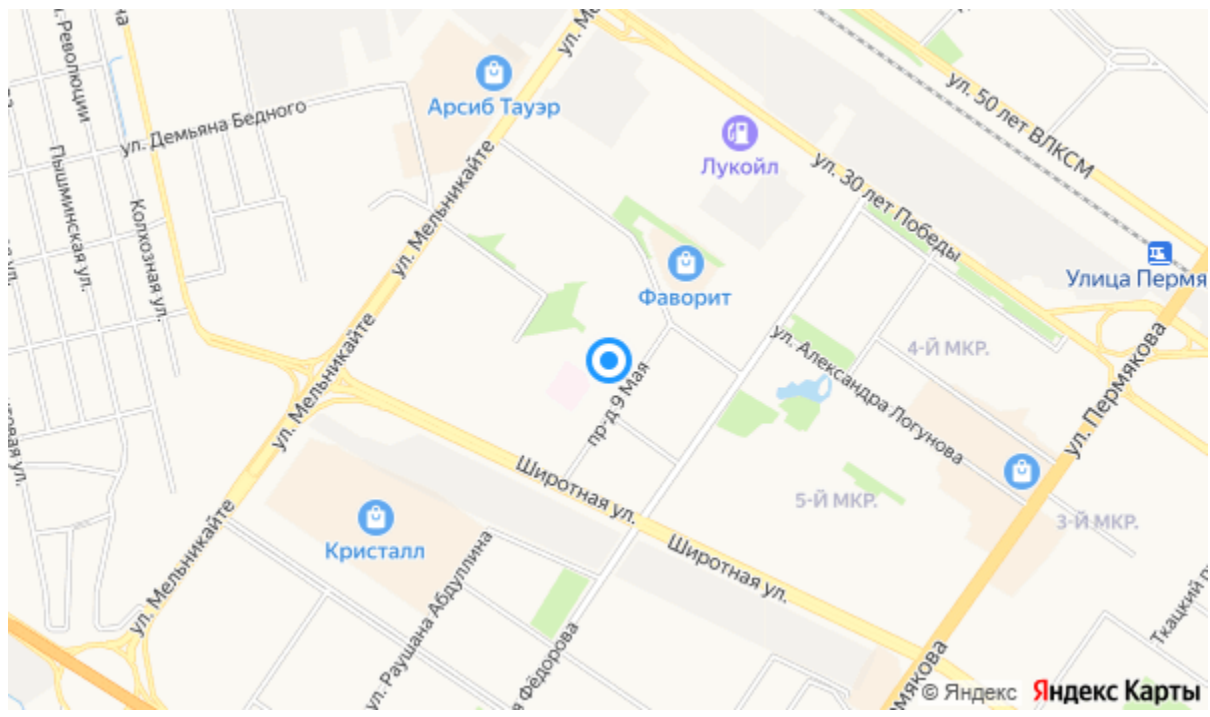 ул. Революции
ул. Демьяна Бедного
Арсиб Тауэр
Лукойл
ул. 50 лет ВЛКСМ
ул. 30 лет Победы
Пышминская ул.
Колхозная ул.
ул. Мельникайте
Фаворит
Улица Пермя
ул. Мельникайте
пр-д 9 Мая
ул. Александра Логунова
4-Й МКР.
ул. Пермякова
Широтная ул.
5-Й МКР.
3-Й МКР.
Кристалл
ул. Мельникайте
ул. Раушана Абдуллина
Широтная ул.
я Фёдорова
Ткацкий
рмякова
© Яндекс Яндекс Карты